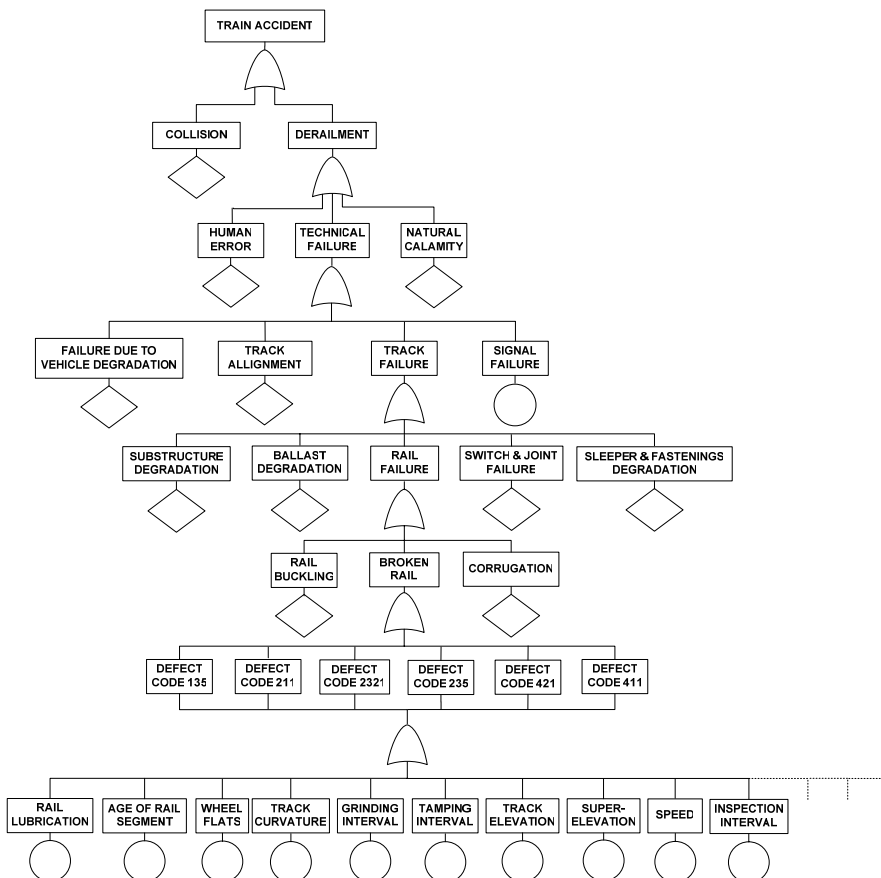 TRAIN ACCIDENT
COLLISION
DERAILMENT
HUMAN
ERROR
TECHNICAL
FAILURE
NATURAL
CALAMITY
FAILURE DUE TO
VEHICLE DEGRADATION
TRACK
ALLIGNMENT
TRACK
FAILURE
SIGNAL
FAILURE
SUBSTRUCTURE
DEGRADATION
BALLAST
DEGRADATION
RAIL
FAILURE
SWITCH & JOINT
FAILURE
SLEEPER & FASTENINGS
DEGRADATION
RAIL
BUCKLING
BROKEN
RAIL
CORRUGATION
DEFECT
CODE 135
DEFECT
CODE 211
DEFECT
CODE 2321
DEFECT
CODE 235
DEFECT
CODE 421
DEFECT
CODE 411
RAIL
LUBRICATION
AGE OF RAIL
SEGMENT
WHEEL
FLATS
TRACK
CURVATURE
GRINDING
INTERVAL
TAMPING
INTERVAL
TRACK
ELEVATION
SUPER-
ELEVATION
SPEED
INSPECTION
INTERVAL